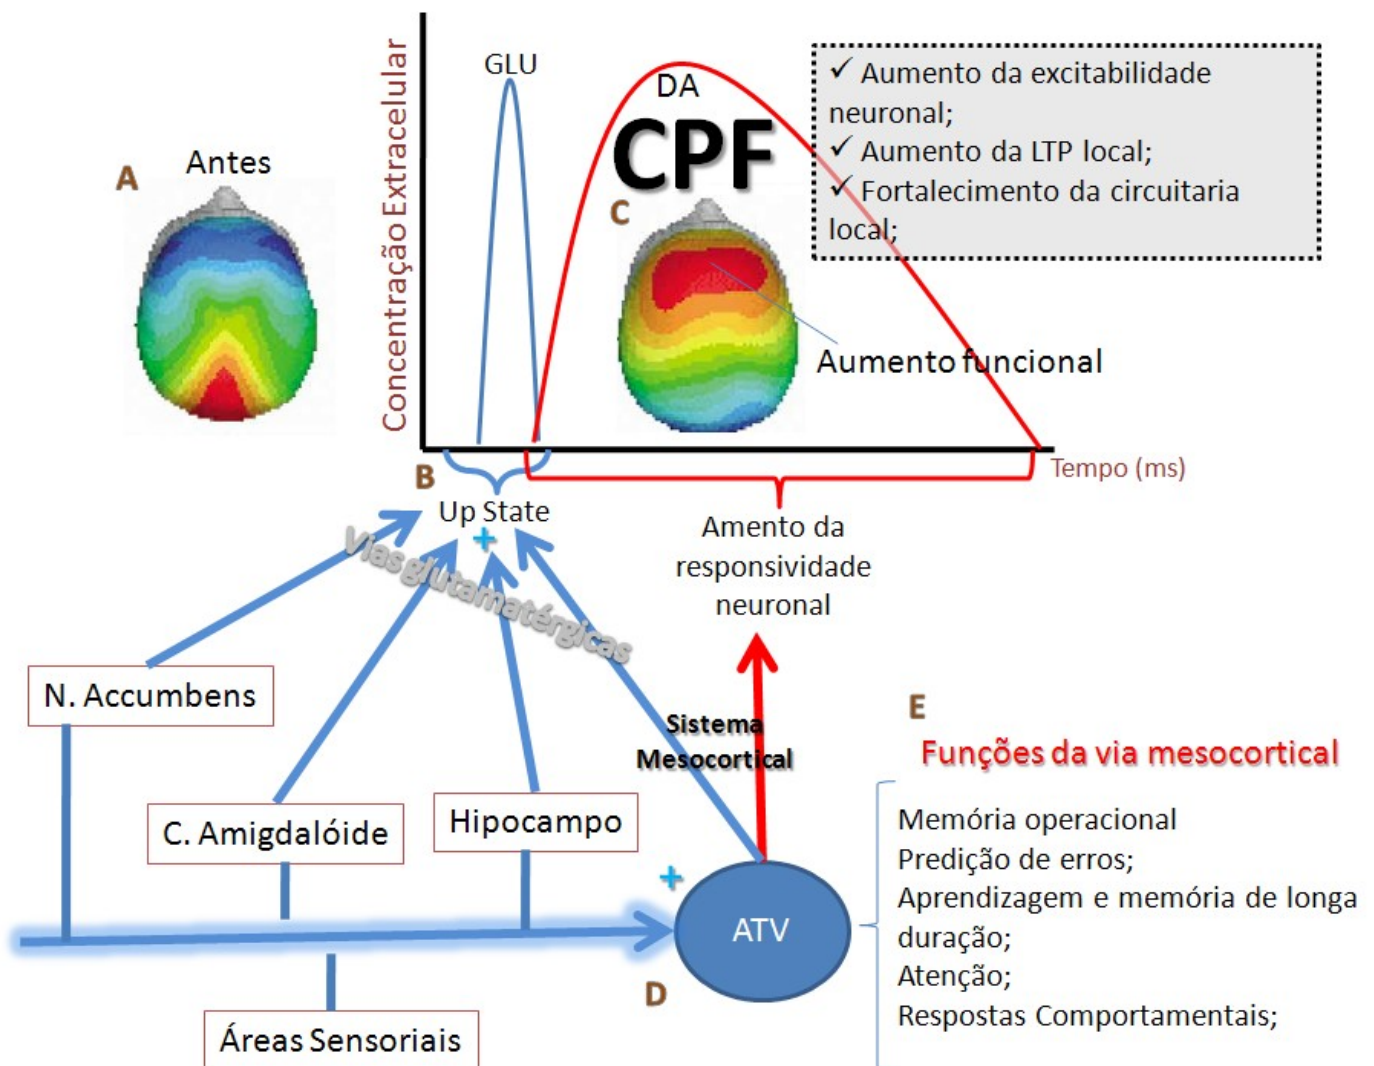 A
Antes
Concentração Extracelular
GLU
DA
CPF
C
✓ Aumento da excitabilidade
neuronal;
✓ Aumento da LTP local;
✓ Fortalecimento da circuitaria
local;
Aumento funcional
Tempo (ms)
B
Up State
+
Vias glutamatérgicas
Amento da
responsividade
neuronal
N. Accumbens
C. Amigdalóide
Hipocampo
Sistema
Mesocortical
+
ATV
D
Áreas Sensoriais
E
Funções da via mesocortical
Memória operacional
Predição de erros;
Aprendizagem e memória de longa
duração;
Atenção;
Respostas Comportamentais;